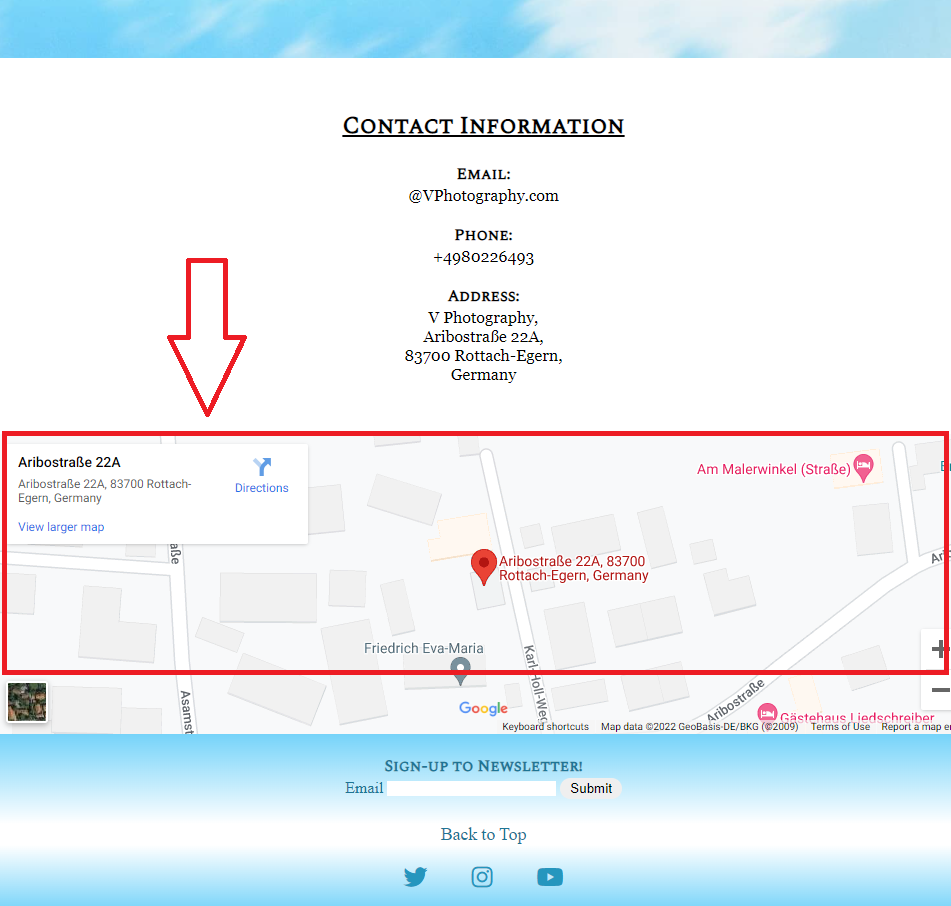 Contact Information
Email:
@VPhotography.com
Phone:
+4980226493
Address:
V Photography,
Aribostraße 22A,
83700 Rottach-Egern,
Germany
Aribostraße 22A
Aribostraße 22A, 83700 Rottach-
Egern, Germany
Directions
View larger map
Am Malerwinkel (Straße)
Aribostraße 22A, 83700
Rottach-Egern, Germany
Friedrich Eva-Maria
Karl-Holl-Weg
Aribostraße
Gästehaus Liedschreiber
Google
Keyboard shortcuts
Map data ©2022 GeoBasis-DE/BKG (©2009)
Terms of Use
Report a map
Sign-up to Newsletter!
Email
Submit
Back to Top